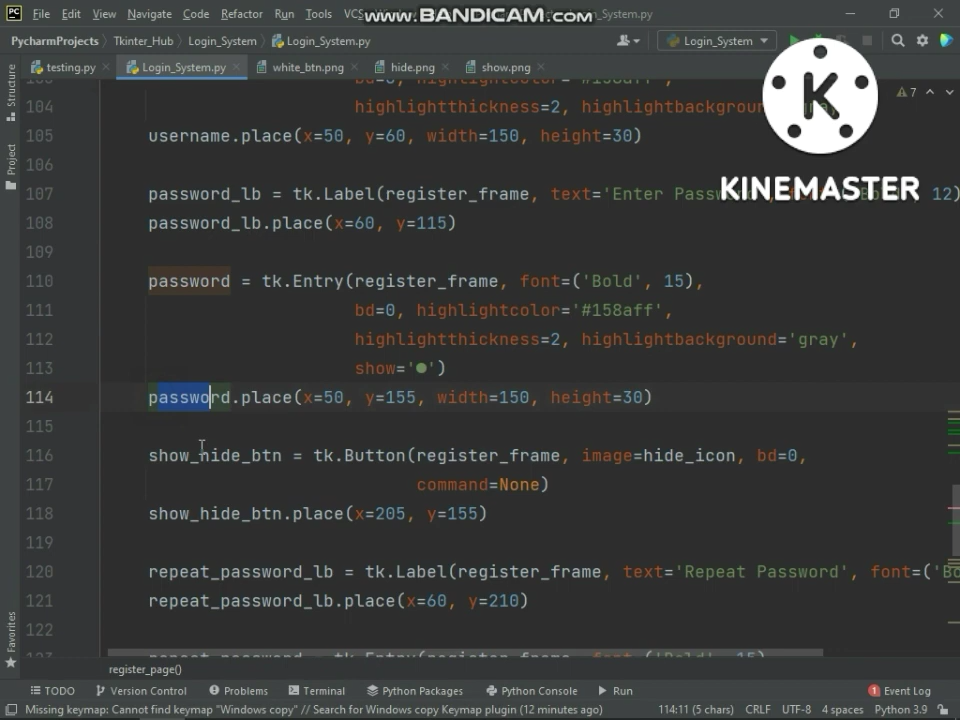 File Edit View Navigate Code Refactor Run Tools VCS www.BANDICAM.com Login_System.py
PycharmProjects Tkinter_Hub Login_System Login_System.py Login_System
testing.py Login_System.py white_btn.png hide.png show.png
Structure
Project
Favorites
7
KINEMASTER
104 highlightthickness=2, highlightbackground
105 username.place(x=50, y=60, width=150, height=30)
106
107 password_lb = tk.Label(register_frame, text='Enter Passw 12)
108 password_lb.place(x=60, y=115)
109
110 password = tk.Entry(register_frame, font=('Bold', 15),
111 bd=0, highlightcolor='#158aff',
112 highlightthickness=2, highlightbackground='gray',
113 show='●')
114 password.place(x=50, y=155, width=150, height=30)
115
116 show_hide_btn = tk.Button(register_frame, image=hide_icon, bd=0,
117 command=None)
118 show_hide_btn.place(x=205, y=155)
119
120 repeat_password_lb = tk.Label(register_frame, text='Repeat Password', font=('Bo
121 repeat_password_lb.place(x=60, y=210)
122
register_page()
TODO Version Control Problems Terminal Python Packages Python Console Run 1 Event Log
Missing keymap: Cannot find keymap "Windows copy" // Search for Windows copy Keymap plugin (12 minutes ago) 114:11 (5 chars) CRLF UTF-8 4 spaces Python 3.9